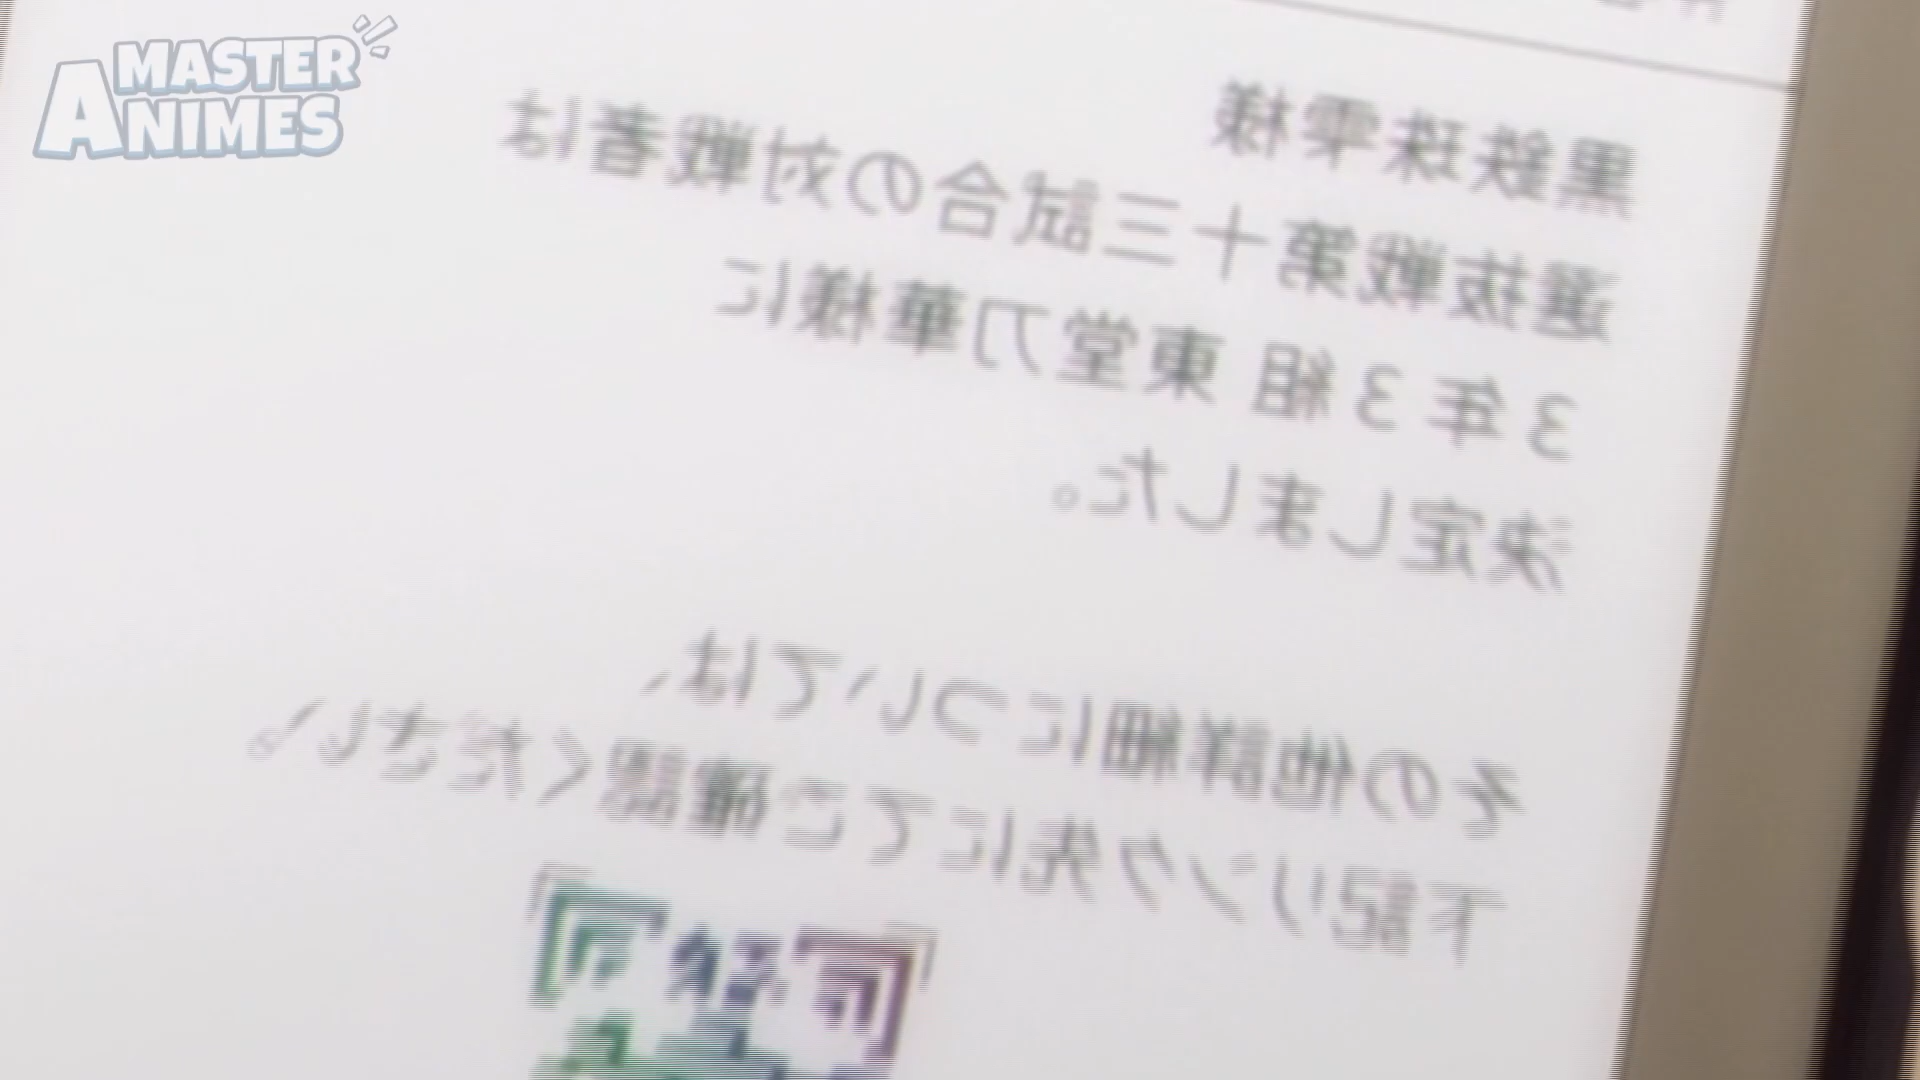 MASTER
ANIMES
黒鉄珠雫様
選抜戦第十三試合の対戦者は
3年3組 東堂刀華様に
決定しました。
その他詳細については、
下記リンク先にてご確認ください。